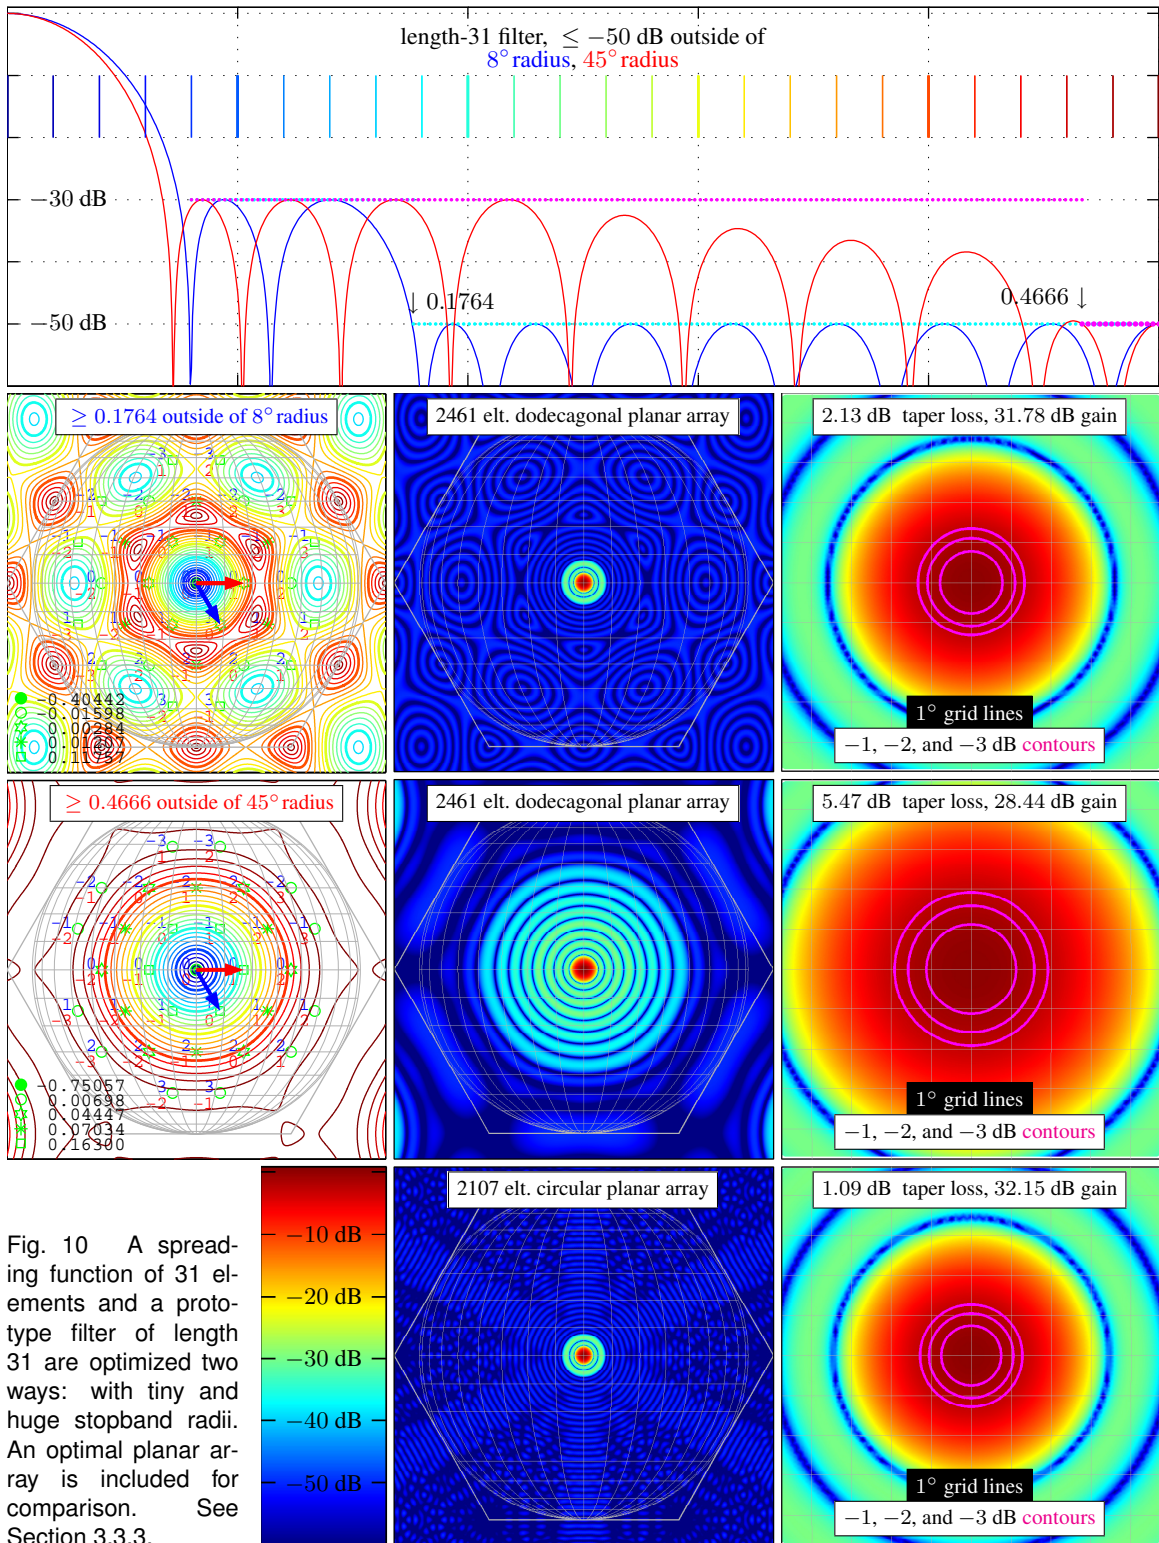 length-31 filter, ≤ −50 dB outside of
8° radius, 45° radius
−30 dB
↓ 0.1764
0.4666 ↓
−50 dB
≥ 0.1764 outside of 8° radius
2461 elt. dodecagonal planar array
2.13 dB taper loss, 31.78 dB gain
−0.40442
−0.01598
0.00284
0.11757
1° grid lines
−1, −2, and −3 dB contours
≥ 0.4666 outside of 45° radius
2461 elt. dodecagonal planar array
5.47 dB taper loss, 28.44 dB gain
−0.75057
0.00698
0.04447
0.07034
0.16300
1° grid lines
−1, −2, and −3 dB contours
2107 elt. circular planar array
1.09 dB taper loss, 32.15 dB gain
−10 dB
−20 dB
−30 dB
−40 dB
−50 dB
1° grid lines
−1, −2, and −3 dB contours
Fig. 10 A spread-
ing function of 31 el-
ements and a proto-
type filter of length
31 are optimized two
ways: with tiny and
huge stopband radii.
An optimal planar ar-
ray is included for
comparison. See
Section 3.3.3.